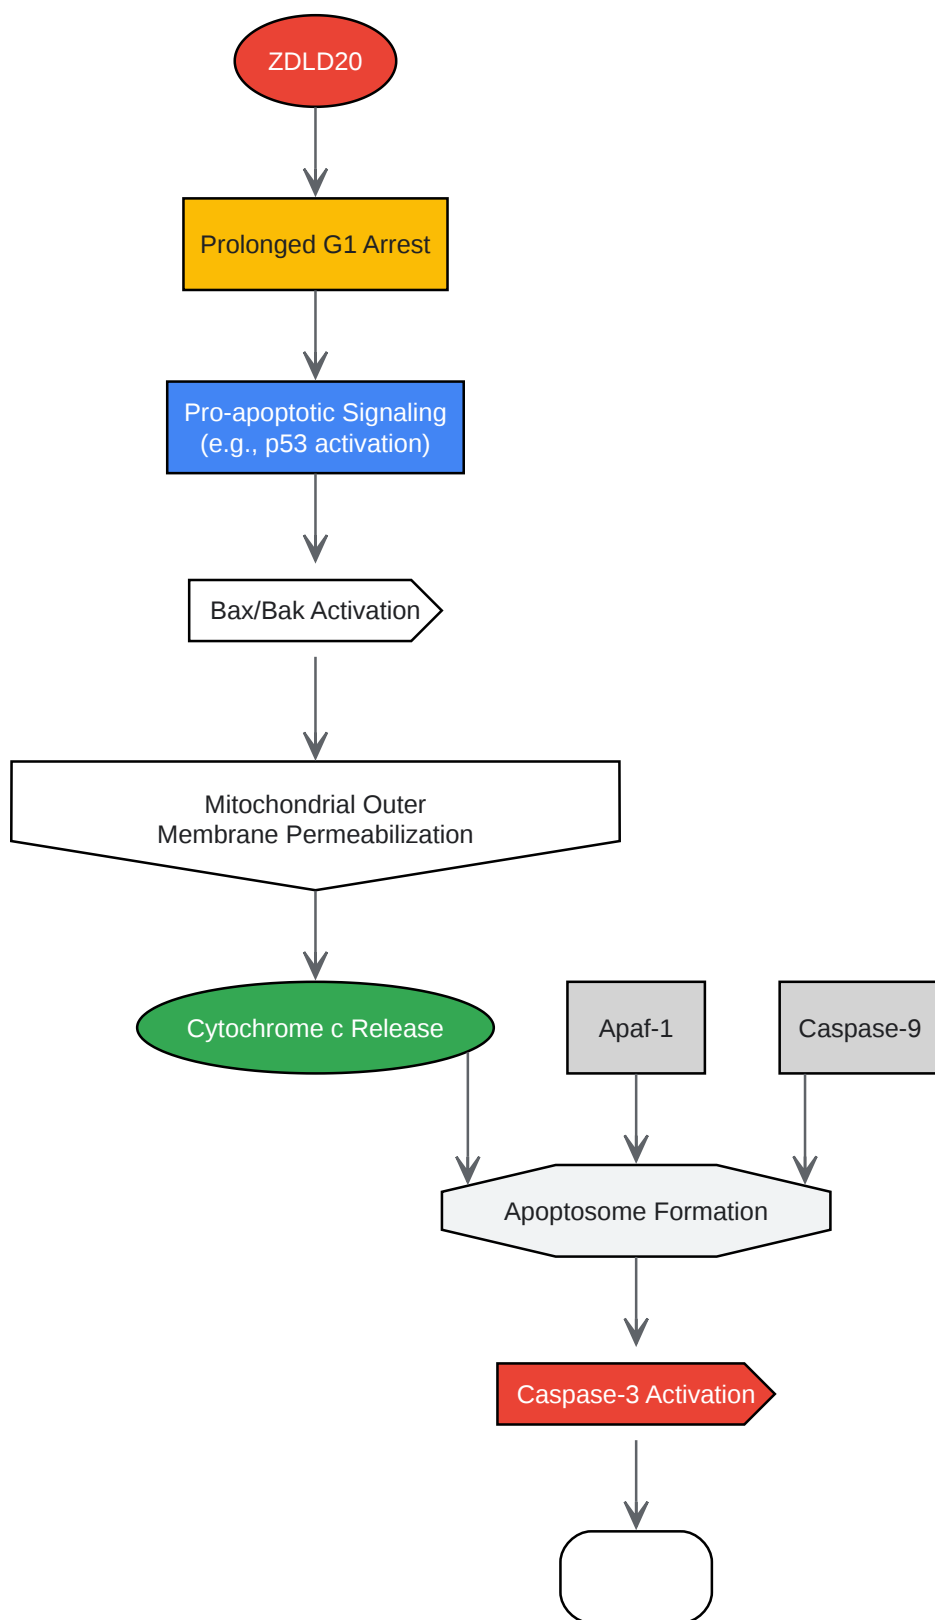 ZDLD20
Prolonged G1 Arrest
Pro-apoptotic Signaling
(e.g., p53 activation)
Bax/Bak Activation
Mitochondrial Outer
Membrane Permeabilization
Cytochrome c Release
Apaf-1
Caspase-9
Apoptosome Formation
Caspase-3 Activation